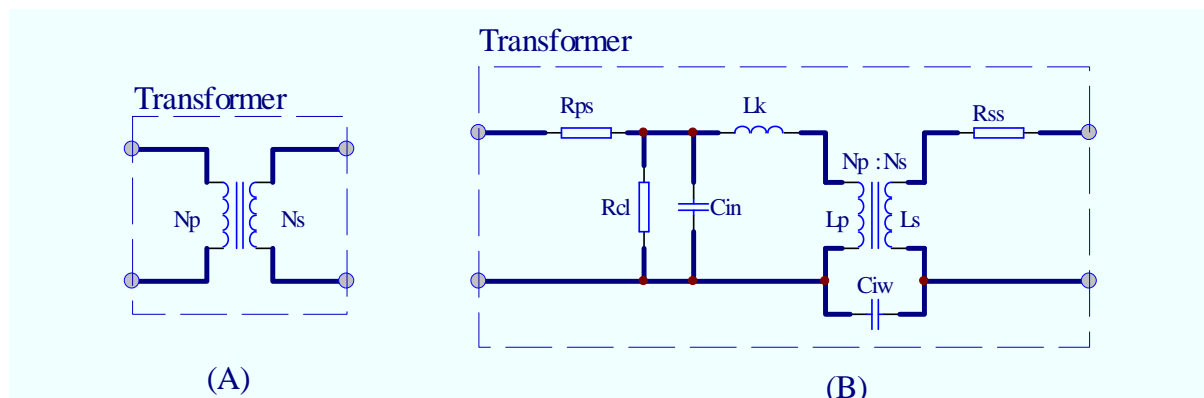 Transformer
Np
Ns
(A)
Transformer
Rps
Lk
Rss
Np : Ns
Rcl
Cin
Lp
Ls
Ciw
(B)